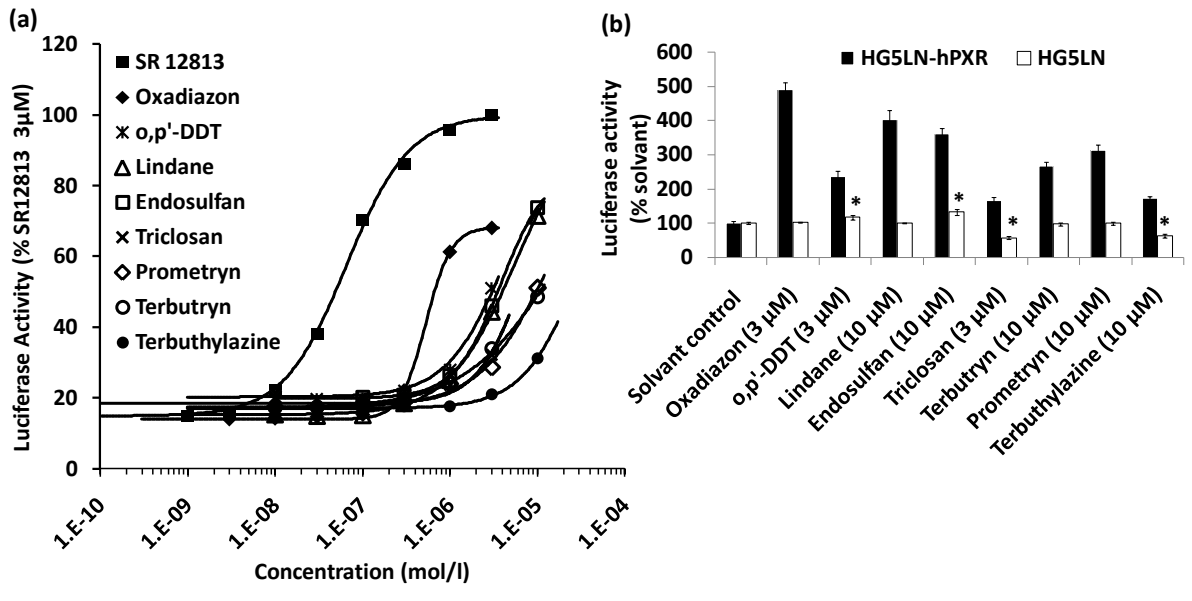 (a)
Luciferase Activity (% SR12813 3µM)
120
100
80
60
40
20
0
SR 12813
Oxadiazon
o,p'-DDT
Lindane
Endosulfan
Triclosan
Prometryn
Terbutryn
Terbuthylazine
1.E-10
1.E-09
1.E-08
1.E-07
1.E-06
1.E-05
1.E-04
Concentration (mol/l)
(b)
Luciferase activity
(% solvant)
600
500
400
300
200
100
0
HG5LN-hPXR
HG5LN
*
*
*
*
Solvant control
Oxadiazon (3 µM)
o,p'-DDT (3 µM)
Lindane (10 µM)
Endosulfan (10 µM)
Triclosan (3 µM)
Terbutryn (10 µM)
Prometryn (10 µM)
Terbuthylazine (10 µM)